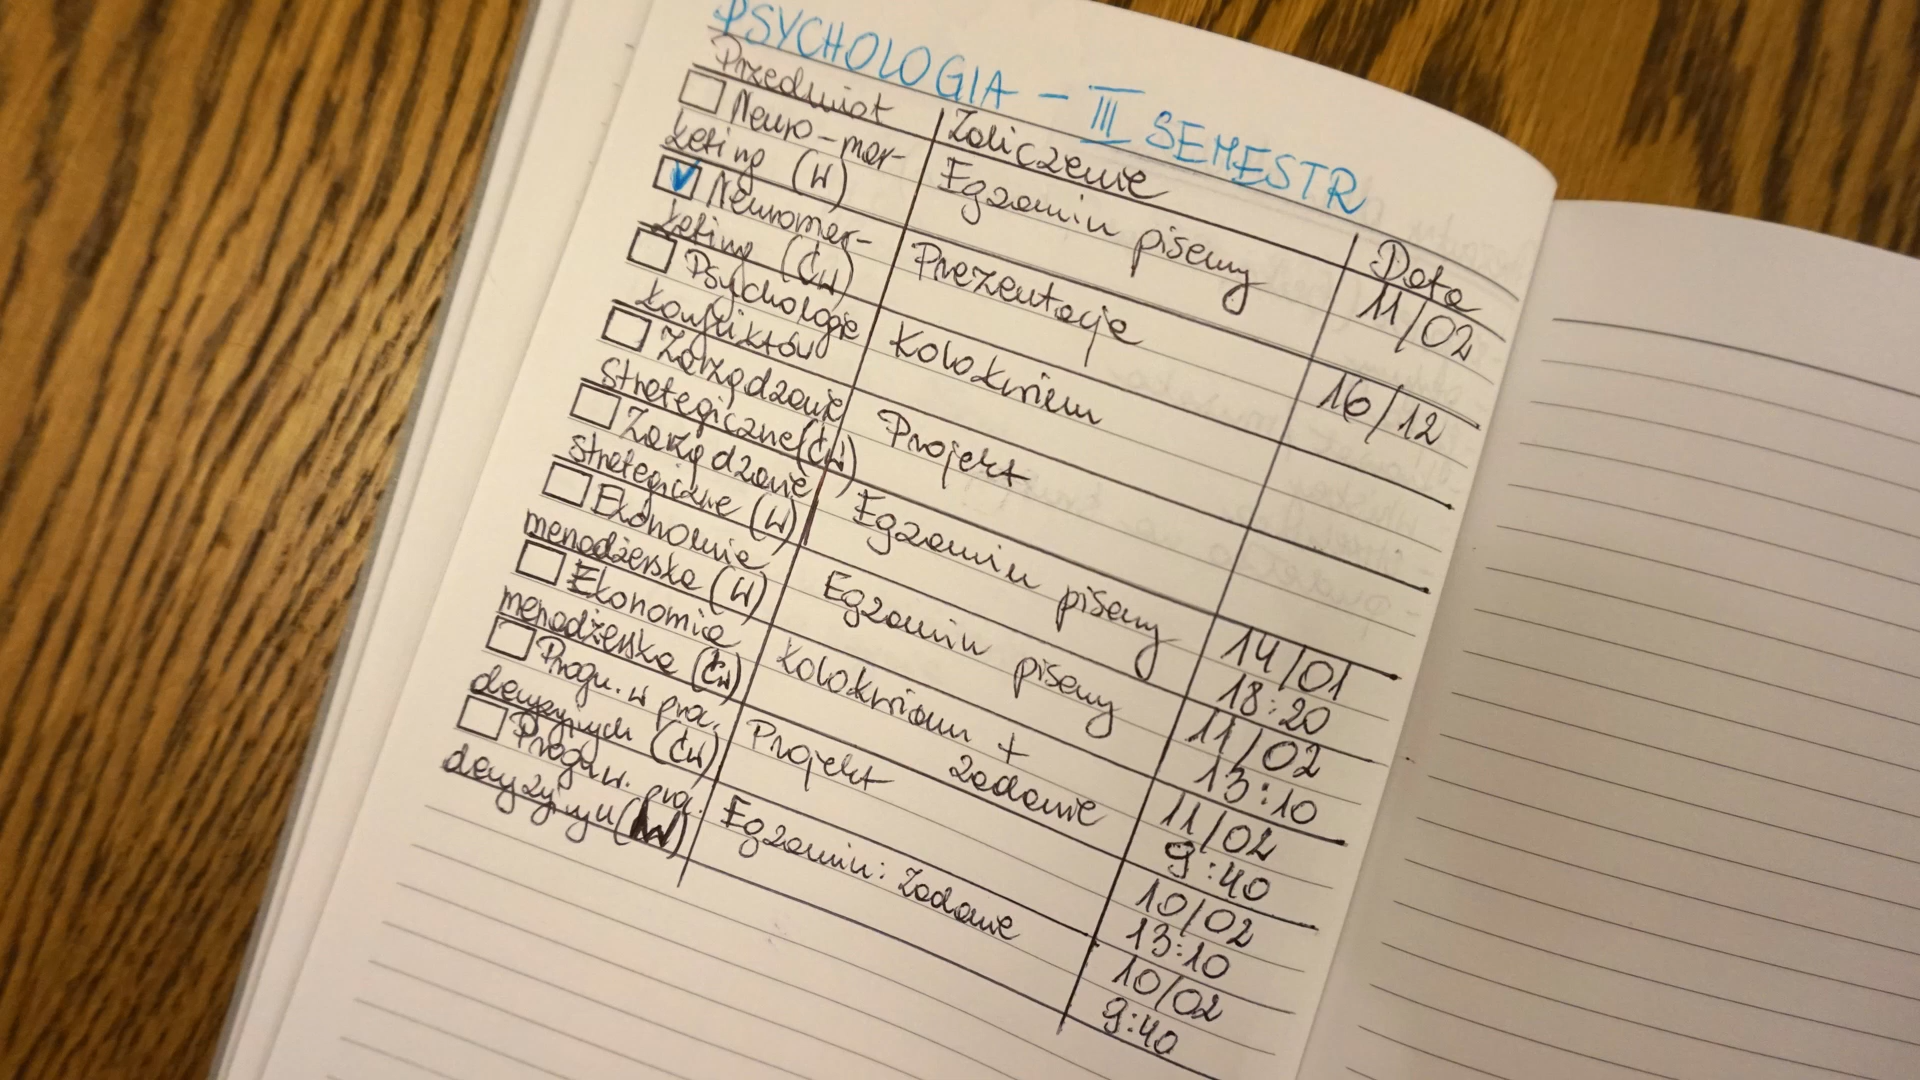 PSYCHOLOGIA - III SEMESTR
Przedmiot Zaliczenie Data
Neuro-mar- Egzamin pisemny 11/02
keting (W)
Neuromar- Prezentacja 16/12
keting (Ćw)
Psychologia Kolokwium
konfliktów
Zarządzanie Projekt
strategiczne (Ćw)
Zarządzanie Egzamin pisemny 14/01
strategiczne (W) 18:20
Ekonomia Egzamin pisemny 11/02
menadżerska (W) 13:10
Ekonomia Kolokwium + 11/02
menadżerska (Ćw) zadanie 9:40
Progn. w proc. Projekt 10/02
decyzyjnych (Ćw) 13:10
Progn. w. proc. Egzamin: Zadanie 10/02
decyzyjnych (W) 9:40